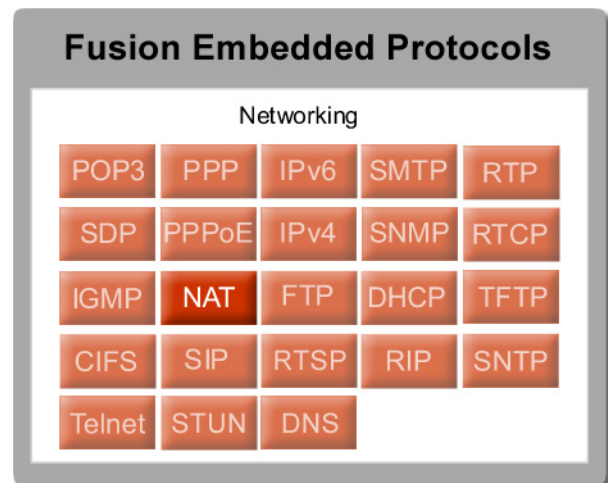 Fusion Embedded Protocols
Networking
POP3 PPP IPv6 SMTP RTP
SDP PPPoE IPv4 SNMP RTCP
IGMP NAT FTP DHCP TFTP
CIFS SIP RTSP RIP SNTP
Telnet STUN DNS